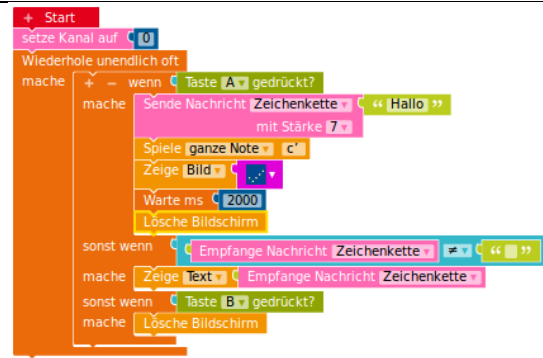 + Start
setze Kanal auf 0
Wiederhole unendlich oft
mache + − wenn Taste A gedrückt?
mache Sende Nachricht Zeichenkette “ Hallo ”
mit Stärke 7
Spiele ganze Note c'
Zeige Bild
Warte ms 2000
Lösche Bildschirm
sonst wenn Empfange Nachricht Zeichenkette ≠ “ ”
mache Zeige Text Empfange Nachricht Zeichenkette
sonst wenn Taste B gedrückt?
mache Lösche Bildschirm